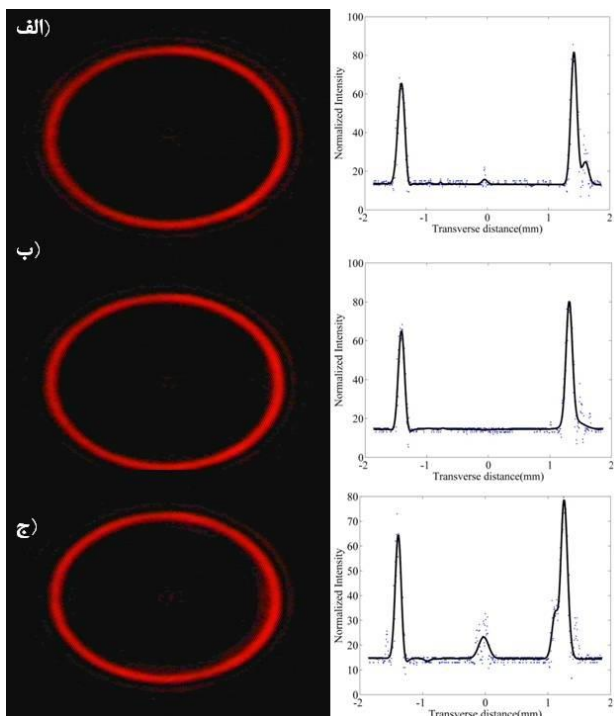 الف)
100
80
60
40
20
0
Normalized Intensity
-2 -1 0 1 2
Transverse distance(mm)
ب)
100
80
60
40
20
0
Normalized Intensity
-2 -1 0 1 2
Transverse distance(mm)
ج)
80
70
60
50
40
30
20
10
0
Normalized Intensity
-2 -1 0 1 2
Transverse distance(mm)